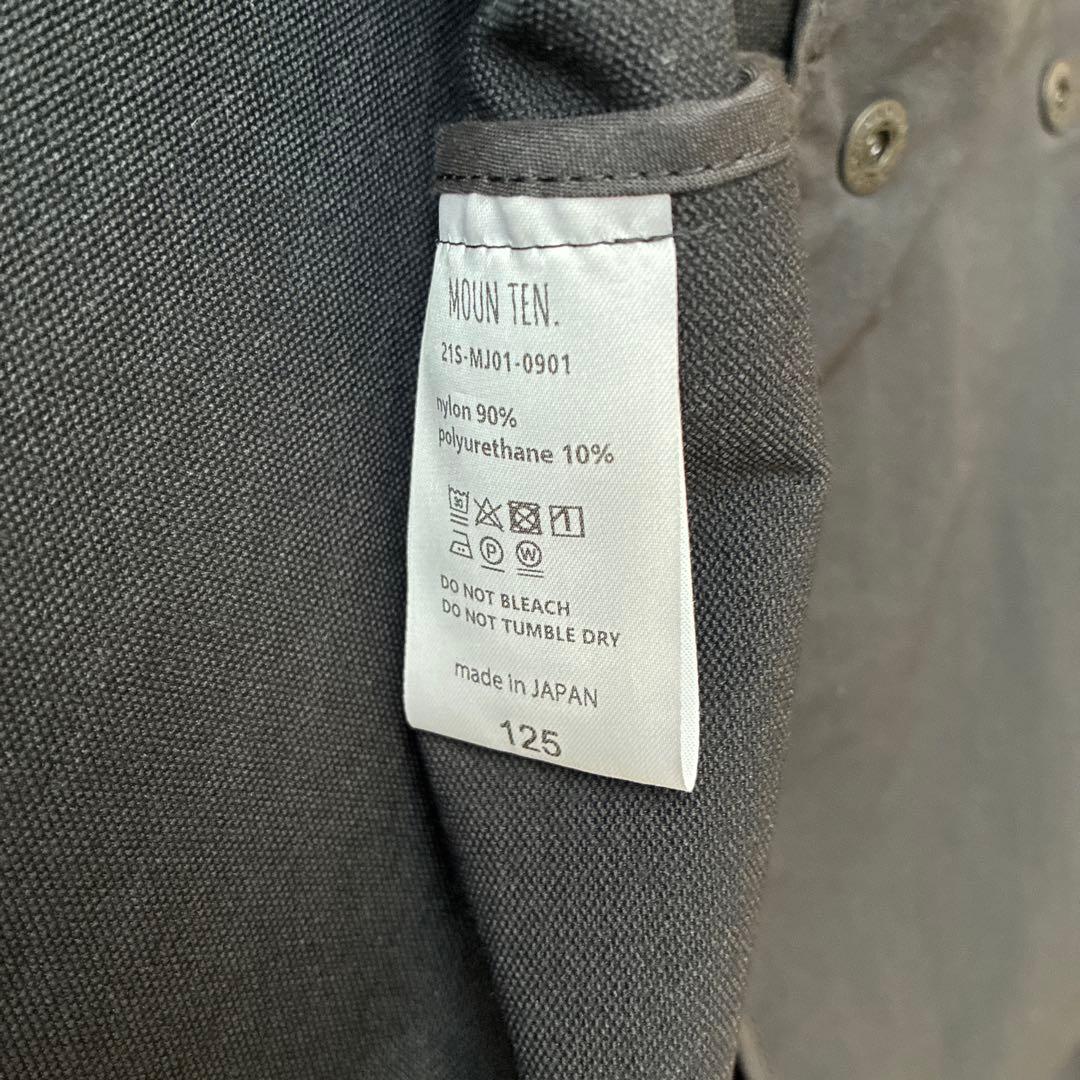 MOUN TEN.
21S-MJ01-0901
nylon 90%
polyurethane 10%
30
P W
DO NOT BLEACH
DO NOT TUMBLE DRY
made in JAPAN
125